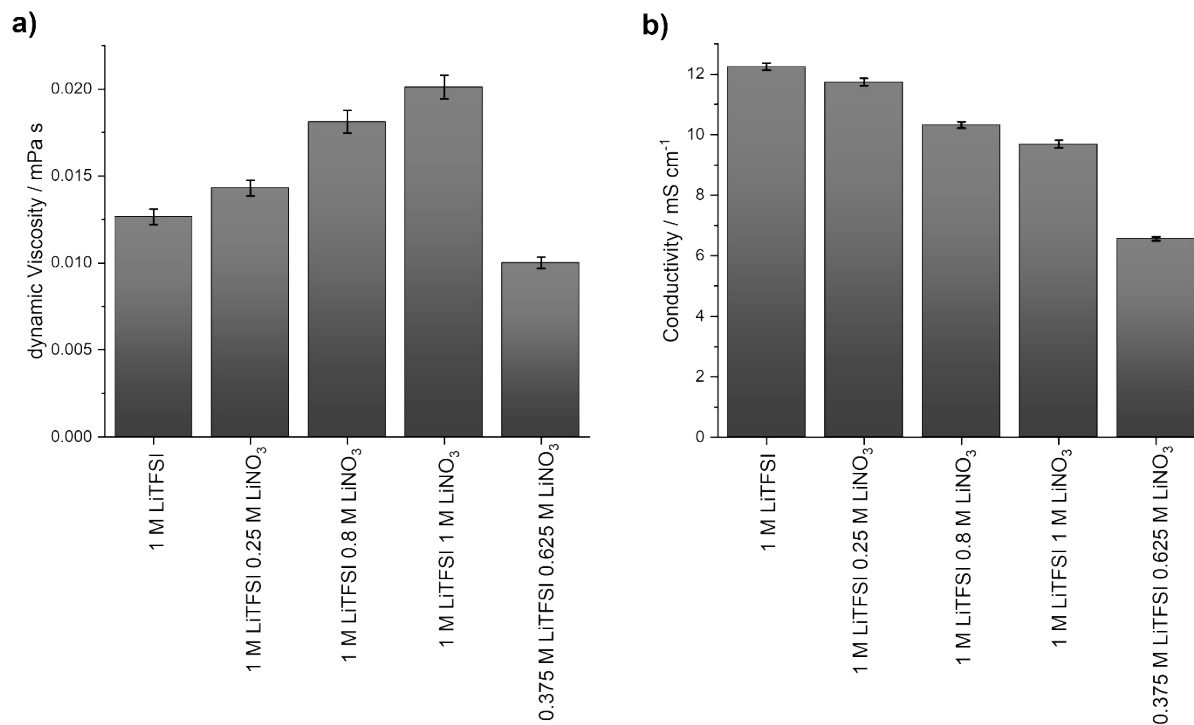 a)
dynamic Viscosity / mPa s
0.020
0.015
0.010
0.005
0.000
1 M LiTFSI
1 M LiTFSI 0.25 M LiNO₃
1 M LiTFSI 0.8 M LiNO₃
1 M LiTFSI 1 M LiNO₃
0.375 M LiTFSI 0.625 M LiNO₃
b)
Conductivity / mS cm⁻¹
12
10
8
6
4
2
0
1 M LiTFSI
1 M LiTFSI 0.25 M LiNO₃
1 M LiTFSI 0.8 M LiNO₃
1 M LiTFSI 1 M LiNO₃
0.375 M LiTFSI 0.625 M LiNO₃